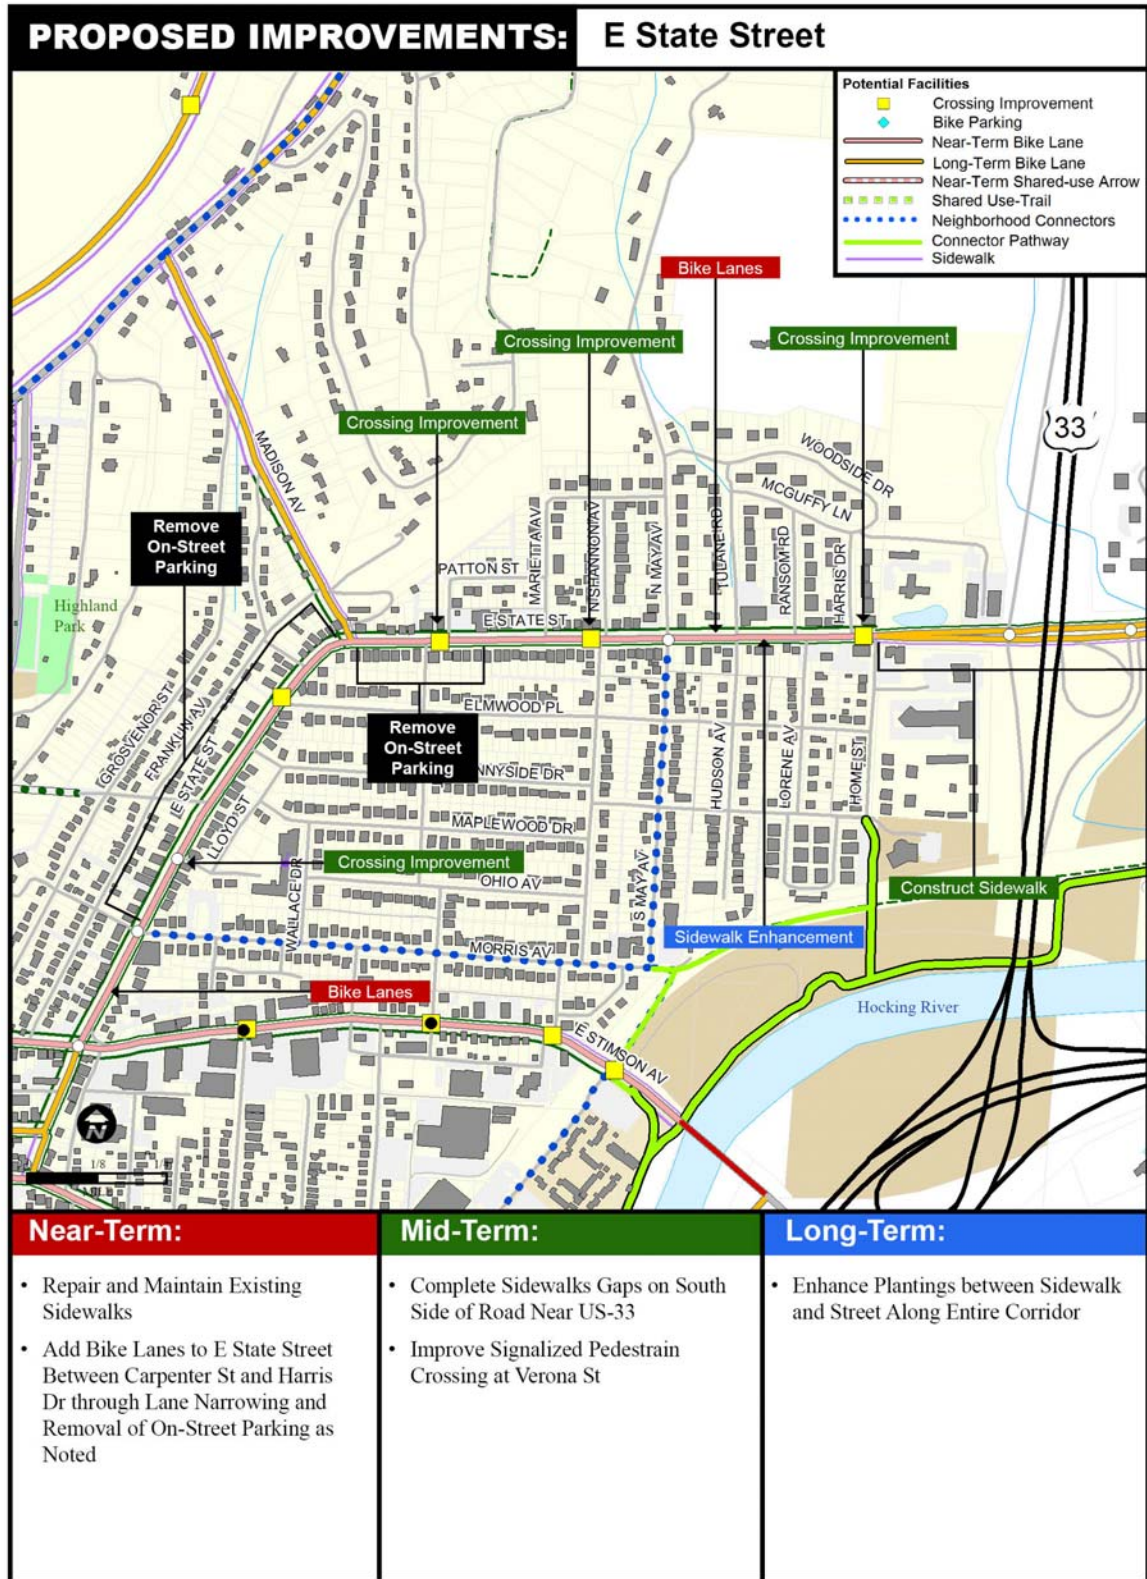 PROPOSED IMPROVEMENTS: E State Street
Potential Facilities
Crossing Improvement
Bike Parking
Near-Term Bike Lane
Long-Term Bike Lane
Near-Term Shared-use Arrow
Shared Use-Trail
Neighborhood Connectors
Connector Pathway
Sidewalk
Bike Lanes
Crossing Improvement
Crossing Improvement
Crossing Improvement
33
MADISON AV
WOODSIDE DR
MCGUFFY LN
Remove
On-Street
Parking
MARIETTA AV
N SHANNON AV
N MAY AV
TULANE RD
RANSOM RD
HARRIS DR
PATTON ST
E STATE ST
Highland
Park
GROSVENOR ST
FRANKLIN AV
E STATE ST
LLOYD ST
ELMWOOD PL
Remove
On-Street
Parking
NNYSIDE DR
HUDSON AV
LORENE AV
HOME ST
MAPLEWOOD DR
Crossing Improvement
OHIO AV
WALLACE DR
S MAY AV
Construct Sidewalk
Sidewalk Enhancement
MORRIS AV
Bike Lanes
Hocking River
E STIMSON AV
N
1/8
Near-Term:
• Repair and Maintain Existing
Sidewalks
• Add Bike Lanes to E State Street
Between Carpenter St and Harris
Dr through Lane Narrowing and
Removal of On-Street Parking as
Noted
Mid-Term:
• Complete Sidewalks Gaps on South
Side of Road Near US-33
• Improve Signalized Pedestrain
Crossing at Verona St
Long-Term:
• Enhance Plantings between Sidewalk
and Street Along Entire Corridor